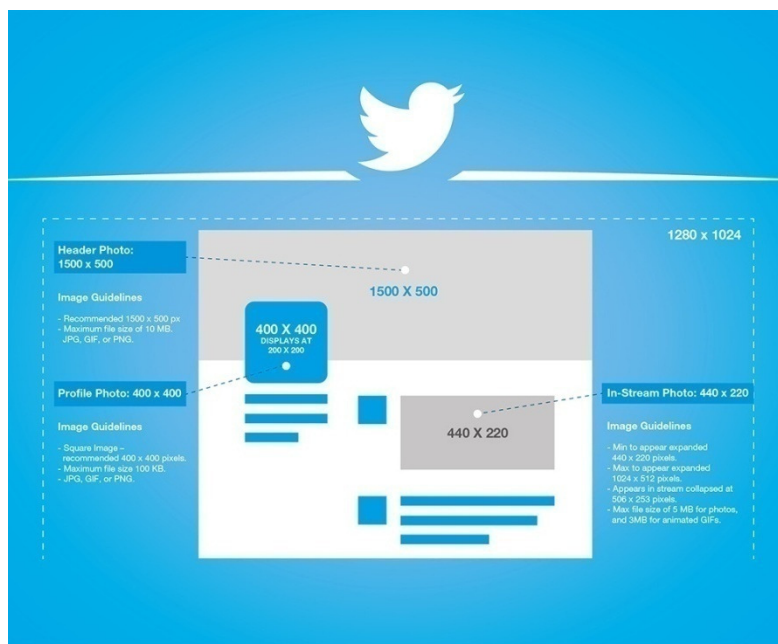 1280 x 1024
Header Photo:
1500 x 500
Image Guidelines
- Recommended 1500 x 500 px
- Maximum file size of 10 MB.
JPG, GIF, or PNG.
1500 X 500
400 X 400
DISPLAYS AT
200 X 200
Profile Photo: 400 x 400
Image Guidelines
- Square Image –
recommended 400 x 400 pixels.
- Maximum file size 100 KB.
- JPG, GIF, or PNG.
440 X 220
In-Stream Photo: 440 x 220
Image Guidelines
- Min to appear expanded
440 x 220 pixels.
- Max to appear expanded
1024 x 512 pixels.
- Appears in stream collapsed at
506 x 253 pixels.
- Max file size of 5 MB for photos,
and 3MB for animated GIFs.